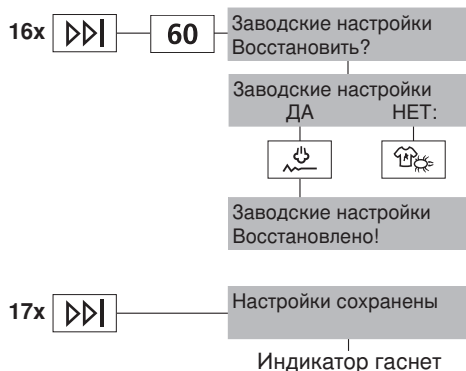 16x
60
Заводские настройки
Восстановить?
Заводские настройки
ДА НЕТ:
Заводские настройки
Восстановлено!
17x
Настройки сохранены
Индикатор гаснет